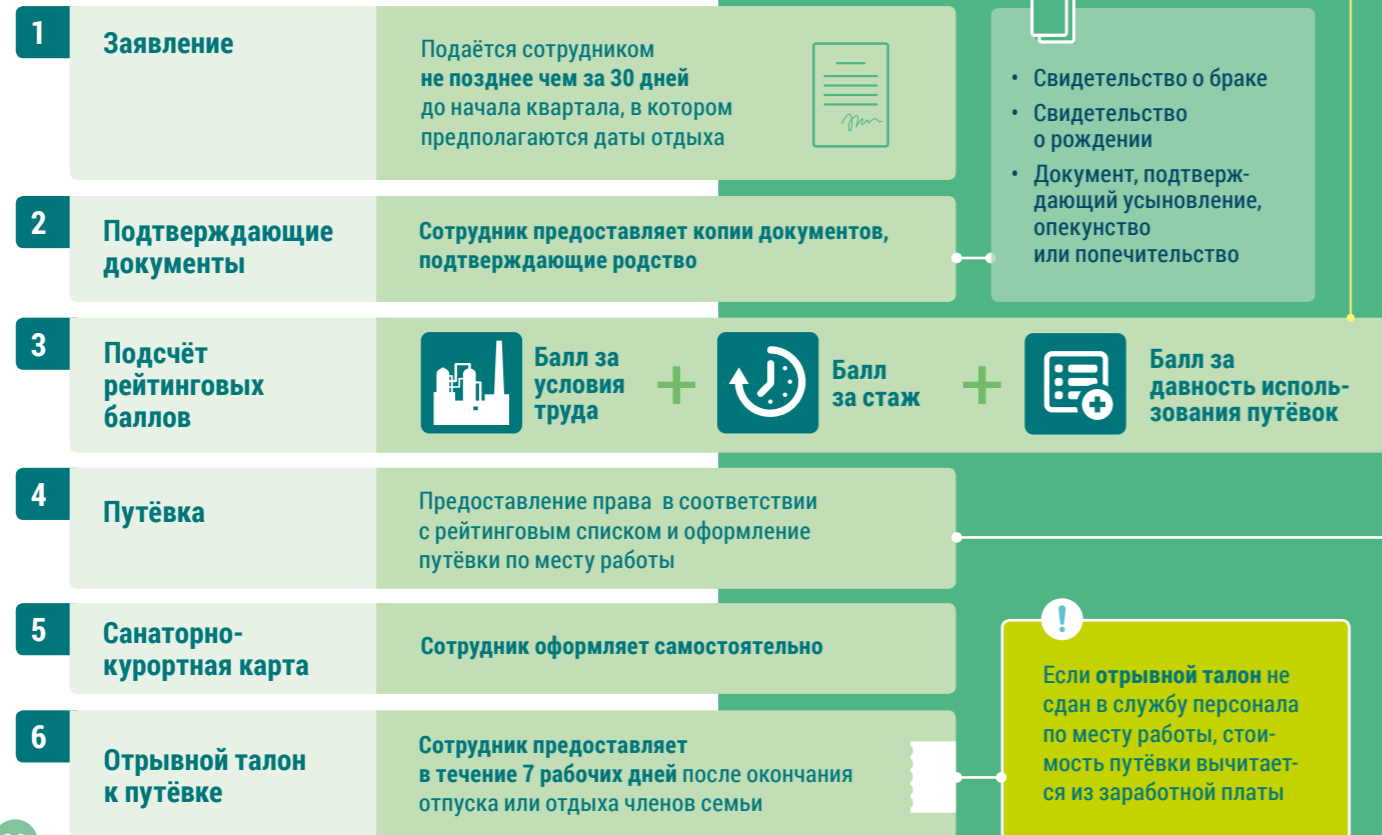 1
Заявление
Подаётся сотрудником
не позднее чем за 30 дней
до начала квартала, в котором
предполагаются даты отдыха
2
Подтверждающие
документы
Сотрудник предоставляет копии документов,
подтверждающие родство
• Свидетельство о браке
• Свидетельство
о рождении
• Документ, подтверж-
дающий усыновление,
опекунство
или попечительство
3
Подсчёт
рейтинговых
баллов
Балл за
условия
труда
+
Балл
за стаж
+
Балл за
давность исполь-
зования путёвок
4
Путёвка
Предоставление права в соответствии
с рейтинговым списком и оформление
путёвки по месту работы
5
Санаторно-
курортная карта
Сотрудник оформляет самостоятельно
6
Отрывной талон
к путёвке
Сотрудник предоставляет
в течение 7 рабочих дней после окончания
отпуска или отдыха членов семьи
!
Если отрывной талон не
сдан в службу персонала
по месту работы, стои-
мость путёвки вычитает-
ся из заработной платы